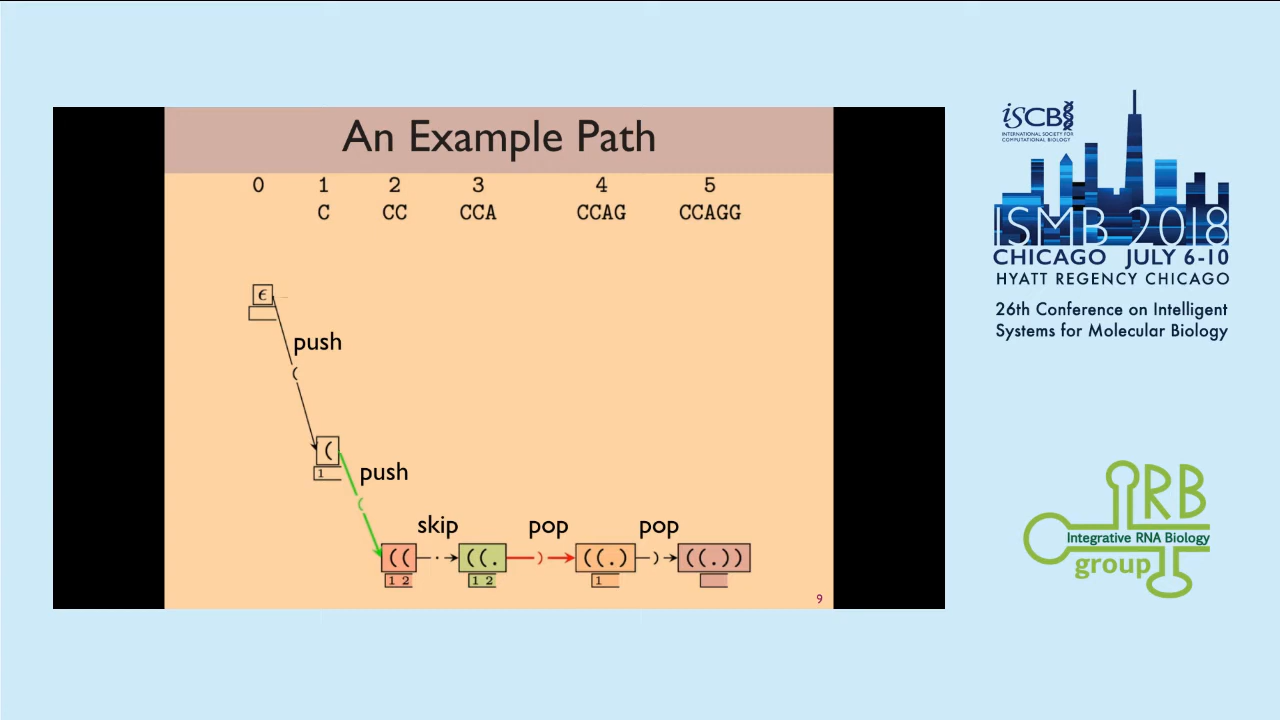 An Example Path
0 1 2 3 4 5
C CC CCA CCAG CCAGG
ϵ
push
(
(
1
push
(
skip pop pop
(( . ((. ) ((.) ) ((.))
1 2 1 2 1
9
iSCB
INTERNATIONAL SOCIETY FOR
COMPUTATIONAL BIOLOGY
ISMB 2018
CHICAGO JULY 6-10
HYATT REGENCY CHICAGO
26th Conference on Intelligent
Systems for Molecular Biology
IRB
Integrative RNA Biology
group